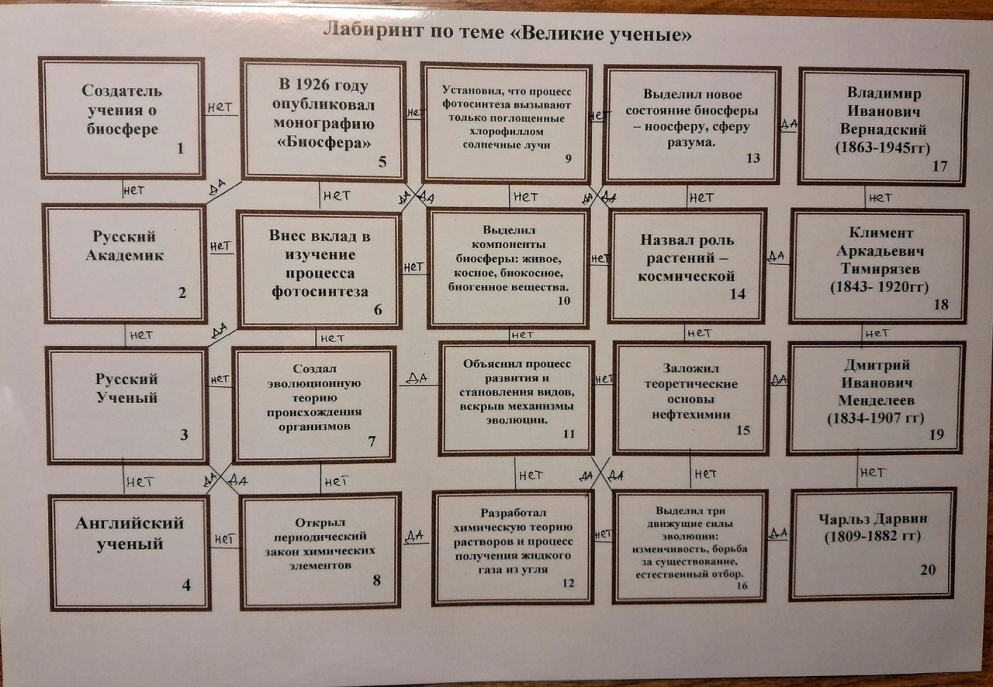 Лабиринт по теме «Великие ученые»
Создатель
учения о
биосфере
1
нет
В 1926 году
опубликовал
монографию
«Биосфера»
5
нет
Установил, что процесс
фотосинтеза вызывают
только поглощенные
хлорофиллом
солнечные лучи
9
нет
Выделил новое
состояние биосферы
– ноосферу, сферу
разума.
13
ДА
Владимир
Иванович
Вернадский
(1863-1945гг)
17
нет
ДА
нет
ДА
нет
ДА
ДА
нет
нет
Русский
Академик
2
нет
Внес вклад в
изучение
процесса
фотосинтеза
6
нет
Выделил
компоненты
биосферы: живое,
косное, биокосное,
биогенное вещества.
10
нет
Назвал роль
растений –
космической
14
ДА
Климент
Аркадьевич
Тимирязев
(1843- 1920гг)
18
нет
ДА
нет
нет
нет
нет
Русский
Ученый
3
нет
Создал
эволюционную
теорию
происхождения
организмов
7
ДА
Объяснил процесс
развития и
становления видов,
вскрыв механизмы
эволюции.
11
нет
Заложил
теоретические
основы
нефтехимии
15
ДА
Дмитрий
Иванович
Менделеев
(1834-1907 гг)
19
нет
ДА
ДА
нет
нет
ДА
ДА
нет
нет
Английский
ученый
4
нет
Открыл
периодический
закон химических
элементов
8
ДА
Разработал
химическую теорию
растворов и процесс
получения жидкого
газа из угля
12
нет
Выделил три
движущие силы
эволюции:
изменчивость, борьба
за существование,
естественный отбор.
16
ДА
Чарльз Дарвин
(1809-1882 гг)
20